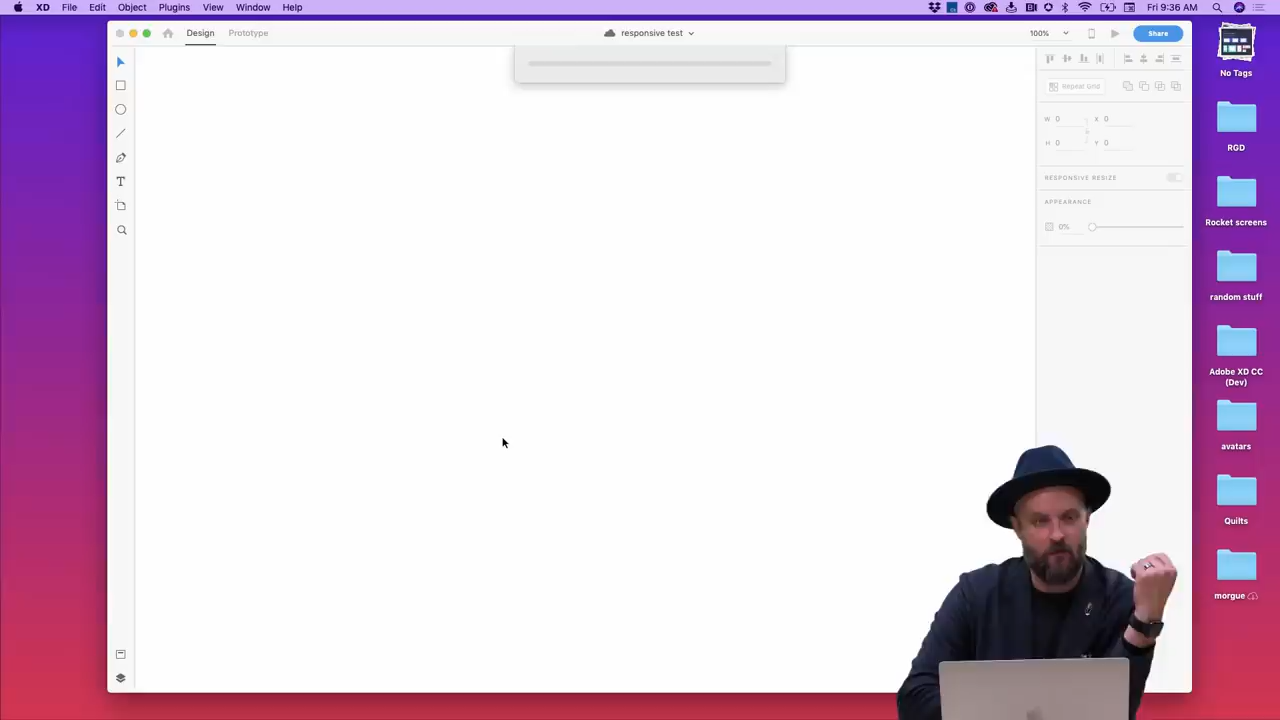 XD File Edit Object Plugins View Window Help
Fri 9:36 AM
Design Prototype
responsive test
100%
Share
Repeat Grid
W 0 X 0
H 0 Y 0
RESPONSIVE RESIZE
APPEARANCE
0%
T
No Tags
RGD
Rocket screens
random stuff
Adobe XD CC
(Dev)
avatars
Quilts
morgue